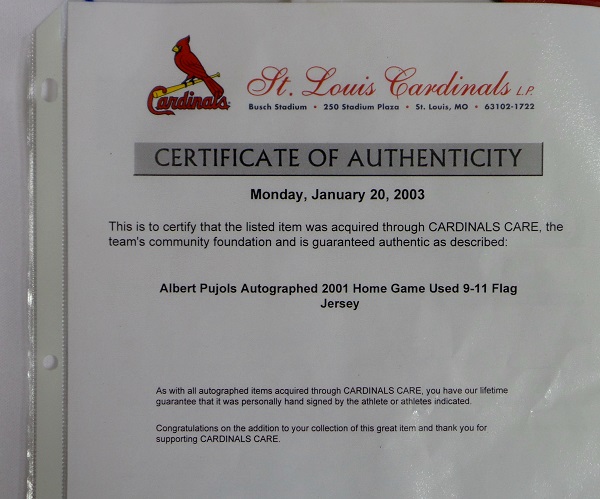 Cardinals
St. Louis Cardinals L.P.
Busch Stadium • 250 Stadium Plaza • St. Louis, MO • 63102-1722
CERTIFICATE OF AUTHENTICITY
Monday, January 20, 2003
This is to certify that the listed item was acquired through CARDINALS CARE, the
team's community foundation and is guaranteed authentic as described:
Albert Pujols Autographed 2001 Home Game Used 9-11 Flag
Jersey
As with all autographed items acquired through CARDINALS CARE, you have our lifetime
guarantee that it was personally hand signed by the athlete or athletes indicated.
Congratulations on the addition to your collection of this great item and thank you for
supporting CARDINALS CARE.